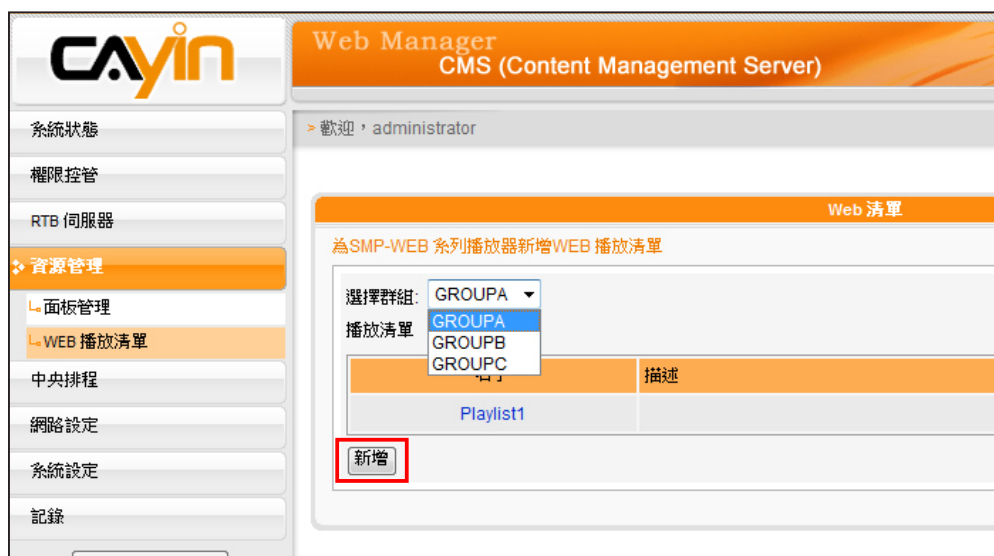 CAyin
Web Manager
CMS (Content Management Server)
系統狀態
權限控管
RTB 伺服器
資源管理
面板管理
WEB 播放清單
中央排程
網路設定
系統設定
記錄
> 歡迎，administrator
Web 清單
為SMP-WEB 系列播放器新增WEB 播放清單
選擇群組: GROUPA
GROUPA
GROUPB
GROUPC
播放清單
描述
Playlist1
新增